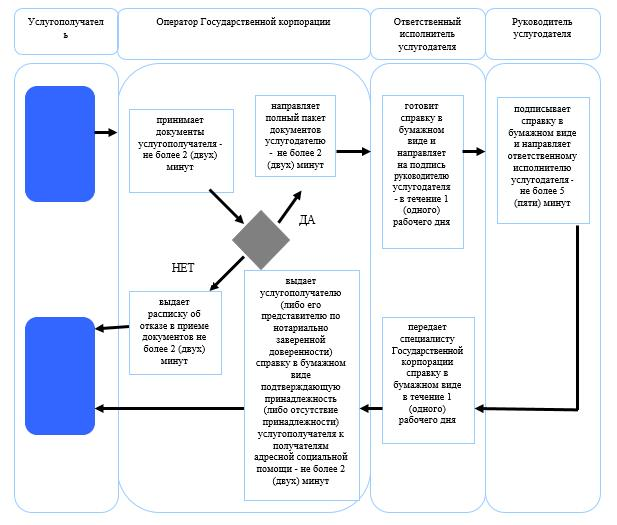 Услугополучател
ь
Оператор Государственной корпорации
Ответственный
исполнитель
услугодателя
Руководитель
услугодателя
принимает
документы
услугополучателя -
не более 2 (двух)
минут
направляет
полный пакет
документов
услугодателю
- не более 2
(двух) минут
готовит
справку в
бумажном
виде и
направляет
на подпись
руководителю
услугодателя
- в течение 1
(одного)
рабочего дня
подписывает
справку в
бумажном виде
и направляет
ответственному
исполнителю
услугодателя -
не более 5
(пяти) минут
ДА
НЕТ
выдает
расписку об
отказе в приеме
документов не
более 2 (двух)
минут
выдает
услугополучателю
(либо его
представителю по
нотариально
заверенной
доверенности)
справку в бумажном
виде
подтверждающую
принадлежность
(либо отсутствие
принадлежности)
услугополучателя к
получателям
адресной социальной
помощи - не более 2
(двух) минут
передает
специалисту
Государственной
корпорации
справку в
бумажном виде
в течение 1
(одного)
рабочего дня